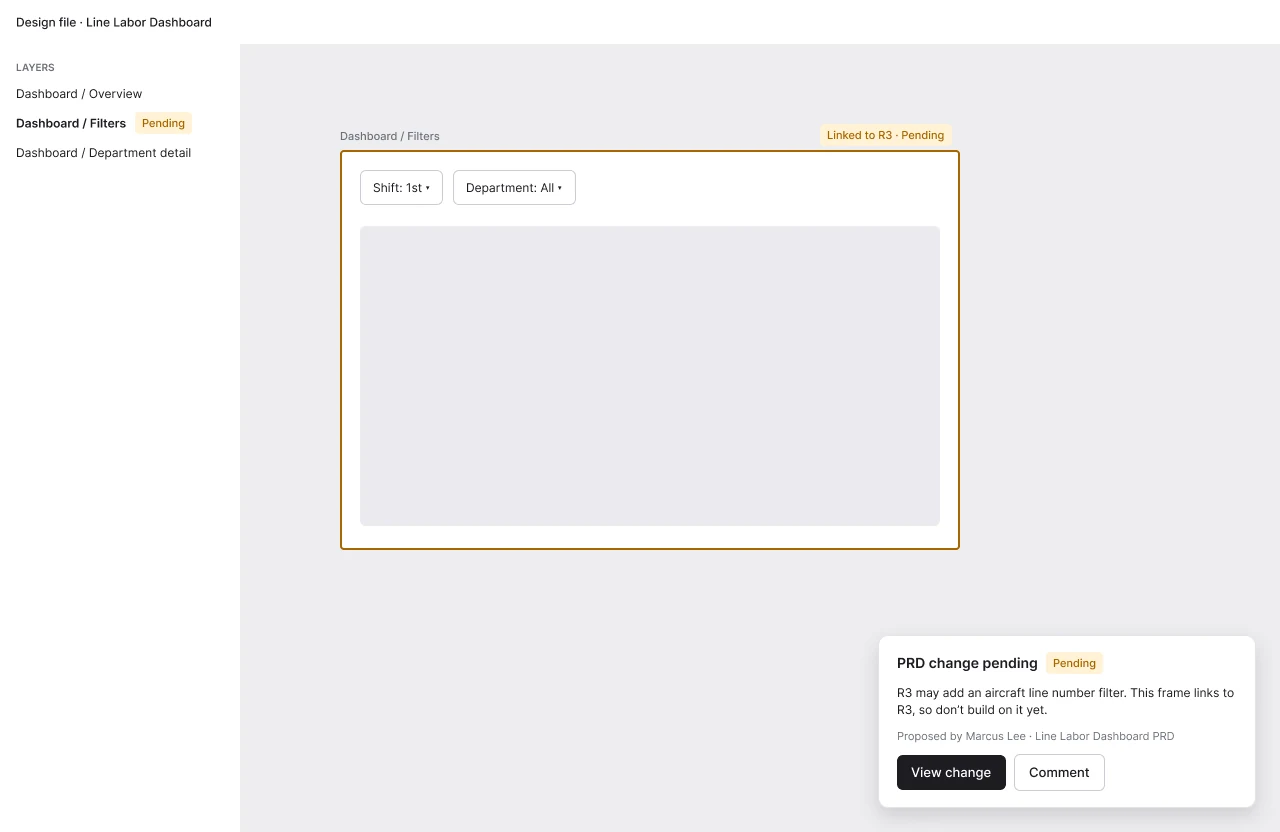 Design file · Line Labor Dashboard
LAYERS
Dashboard / Overview
Dashboard / Filters Pending
Dashboard / Department detail
Dashboard / Filters
Linked to R3 · Pending
Shift: 1st ▾
Department: All ▾
PRD change pending Pending
R3 may add an aircraft line number filter. This frame links to
R3, so don’t build on it yet.
Proposed by Marcus Lee · Line Labor Dashboard PRD
View change
Comment